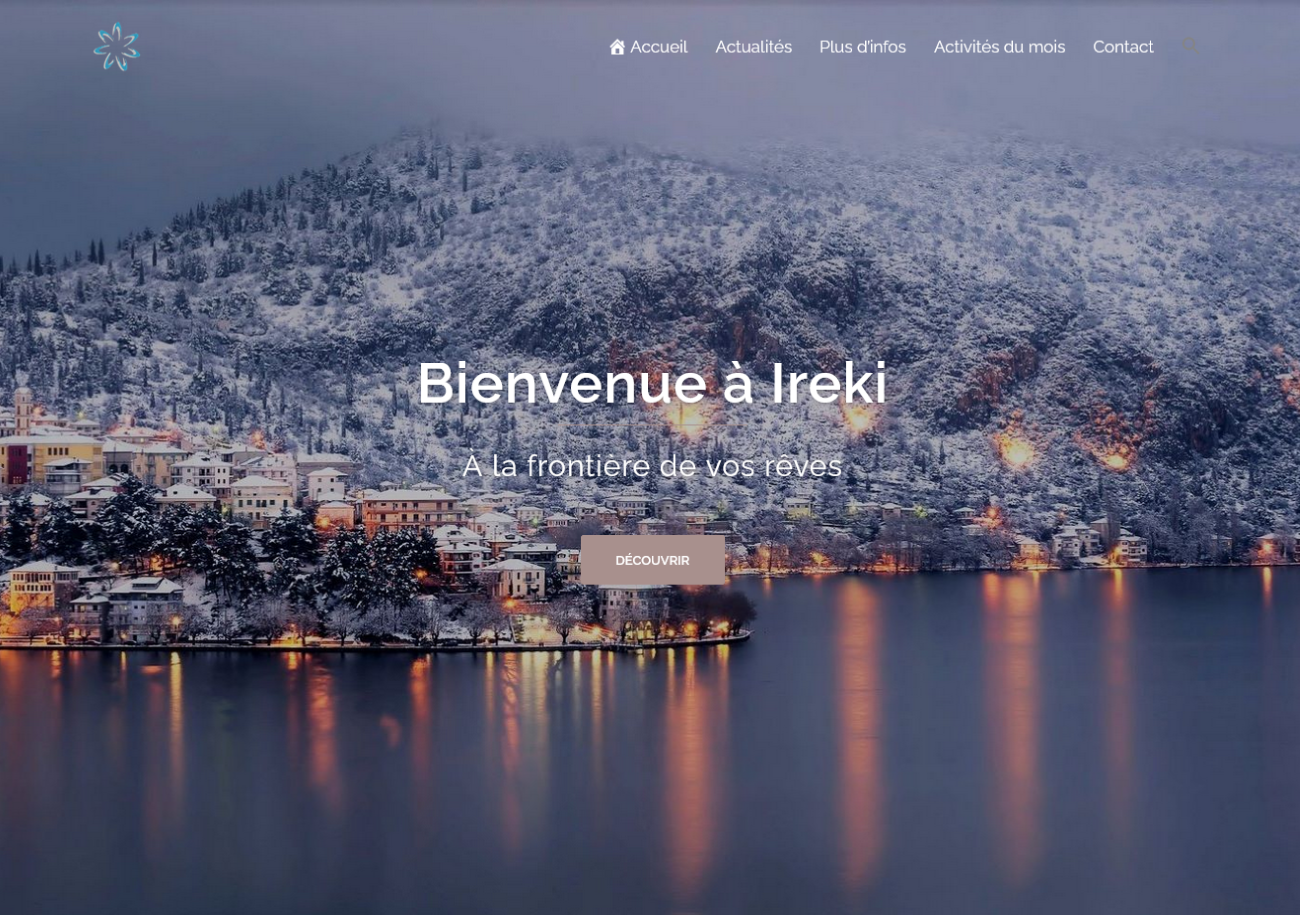 Accueil
Actualités
Plus d'infos
Activités du mois
Contact
Bienvenue à Ireki
À la frontière de vos rêves
DÉCOUVRIR